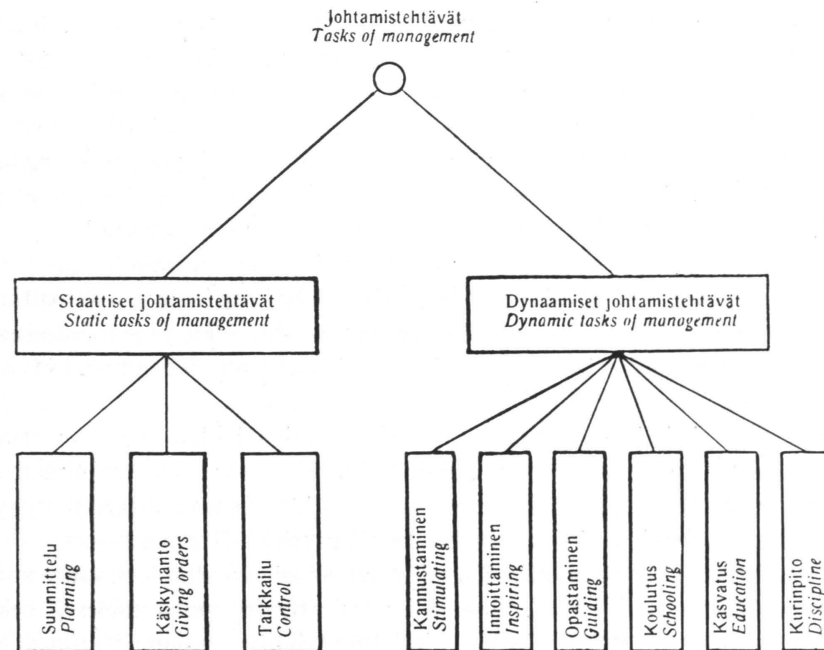 Johtamistehtävät
Tasks of management
Staattiset johtamistehtävät
Static tasks of management
Dynaamiset johtamistehtävät
Dynamic tasks of management
Suunnittelu
Planning
Käskynanto
Giving orders
Tarkkailu
Control
Kannustaminen
Stimulating
Innoittaminen
Inspiring
Opastaminen
Guiding
Koulutus
Schooling
Kasvatus
Education
Kurinpito
Discipline